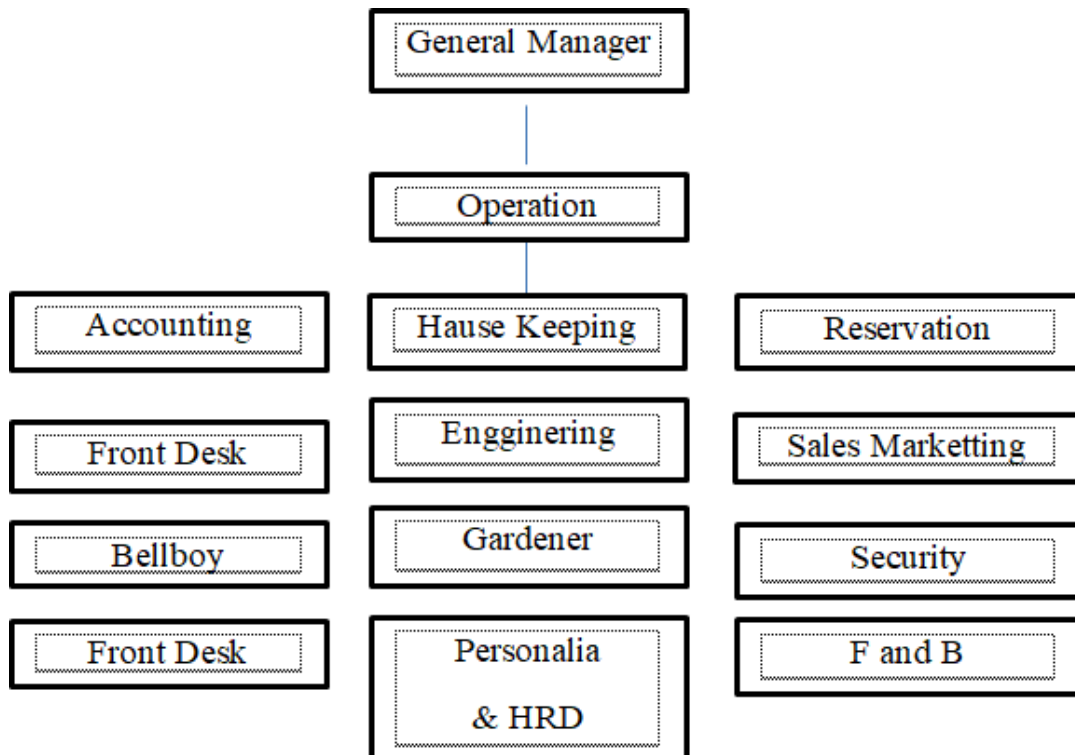 General Manager
Operation
Accounting
Hause Keeping
Reservation
Front Desk
Engginering
Sales Marketting
Bellboy
Gardener
Security
Front Desk
Personalia
& HRD
F and B